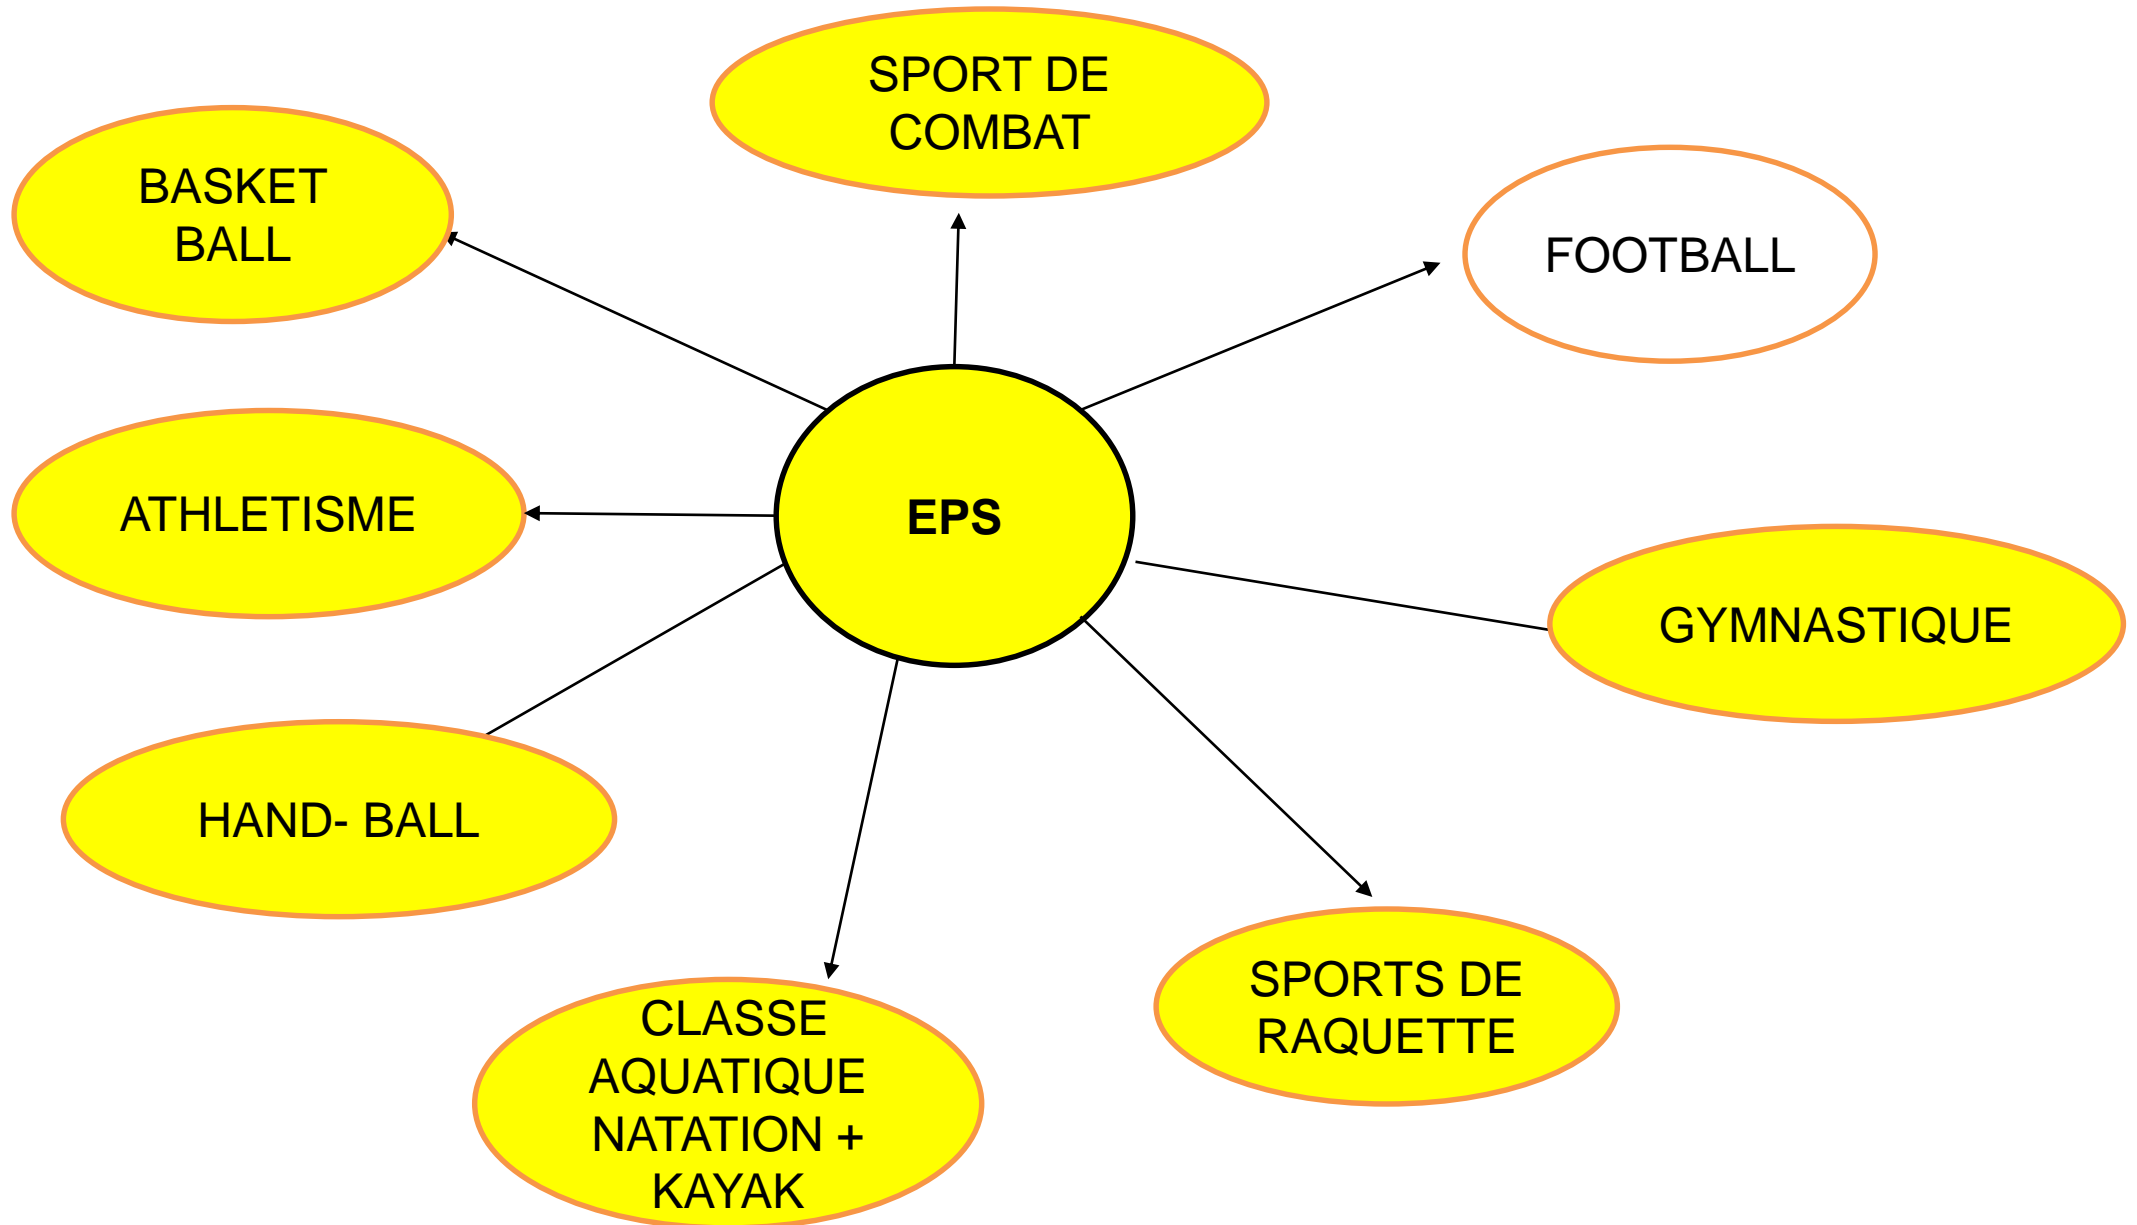 SPORT DE
COMBAT
BASKET
BALL
FOOTBALL
ATHLETISME
EPS
GYMNASTIQUE
HAND- BALL
SPORTS DE
RAQUETTE
CLASSE
AQUATIQUE
NATATION +
KAYAK